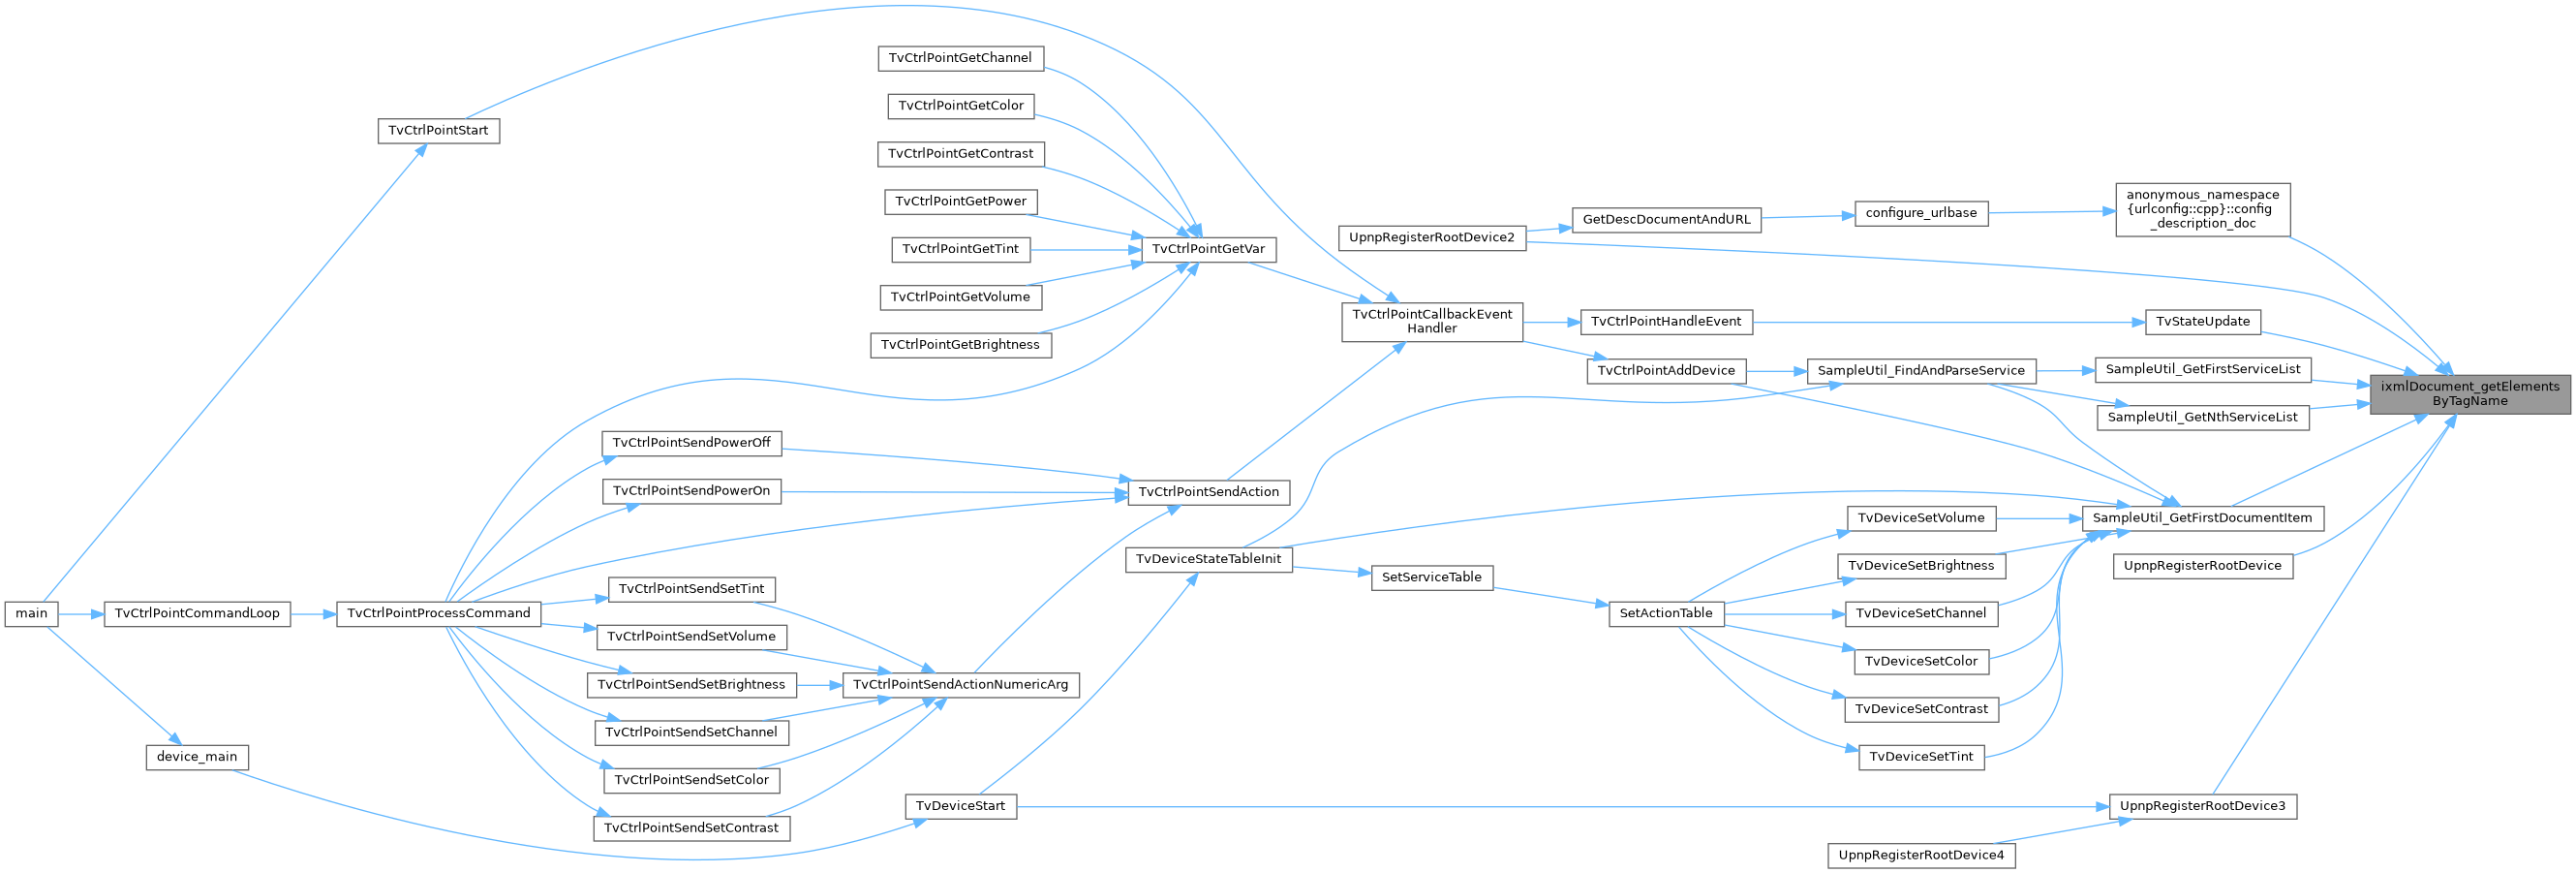 TvCtrlPointGetChannel
TvCtrlPointGetColor
TvCtrlPointStart
TvCtrlPointGetContrast
TvCtrlPointGetPower
TvCtrlPointGetTint
TvCtrlPointGetVar
TvCtrlPointGetVolume
TvCtrlPointGetBrightness
UpnpRegisterRootDevice2
GetDescDocumentAndURL
configure_urlbase
anonymous_namespace
{urlconfig::cpp}::config
_description_doc
TvCtrlPointCallbackEvent
Handler
TvCtrlPointHandleEvent
TvStateUpdate
TvCtrlPointAddDevice
SampleUtil_FindAndParseService
SampleUtil_GetFirstServiceList
SampleUtil_GetNthServiceList
ixmlDocument_getElements
ByTagName
TvCtrlPointSendPowerOff
TvCtrlPointSendPowerOn
TvCtrlPointSendAction
TvDeviceSetVolume
SampleUtil_GetFirstDocumentItem
TvDeviceStateTableInit
SetServiceTable
TvDeviceSetBrightness
UpnpRegisterRootDevice
main
TvCtrlPointCommandLoop
TvCtrlPointProcessCommand
TvCtrlPointSendSetTint
SetActionTable
TvDeviceSetChannel
TvCtrlPointSendSetVolume
TvDeviceSetColor
TvCtrlPointSendSetBrightness
TvCtrlPointSendActionNumericArg
TvDeviceSetContrast
TvCtrlPointSendSetChannel
device_main
TvDeviceSetTint
TvCtrlPointSendSetColor
TvDeviceStart
UpnpRegisterRootDevice3
TvCtrlPointSendSetContrast
UpnpRegisterRootDevice4